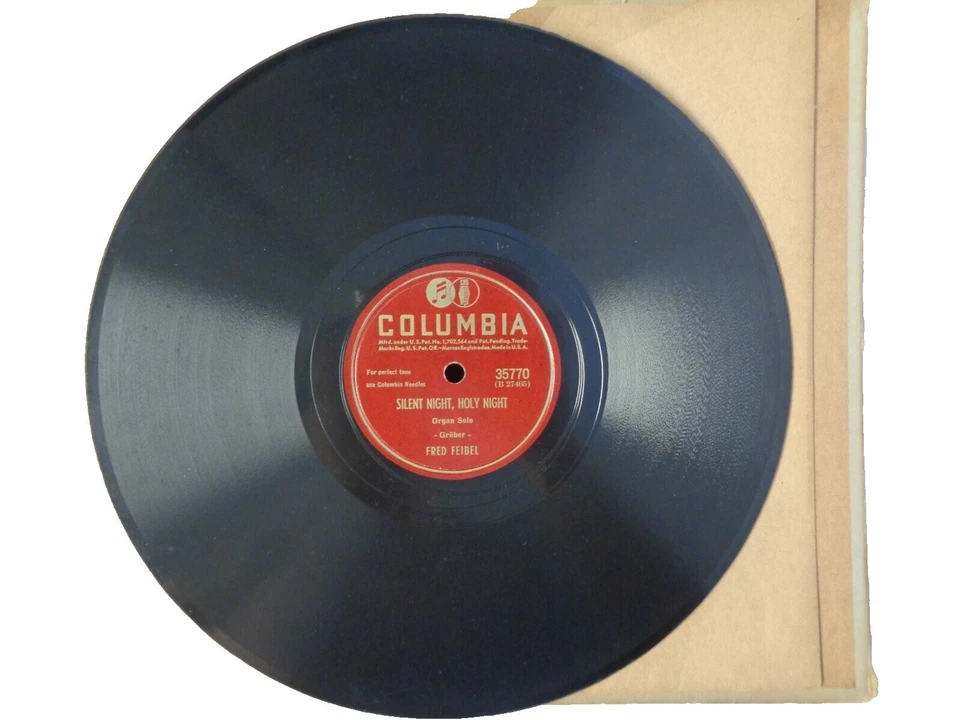 COLUMBIA
Mfrd. under U.S. Pat. No. 1,702,564 and Pat. Pending. Trade-
Marks Reg. U.S. Pat. Off.—Marcas Registradas. Made in U.S.A.
For perfect tone
use Columbia Needles
35770
(B 27405)
SILENT NIGHT, HOLY NIGHT
Organ Solo
- Grüber -
FRED FEIBEL